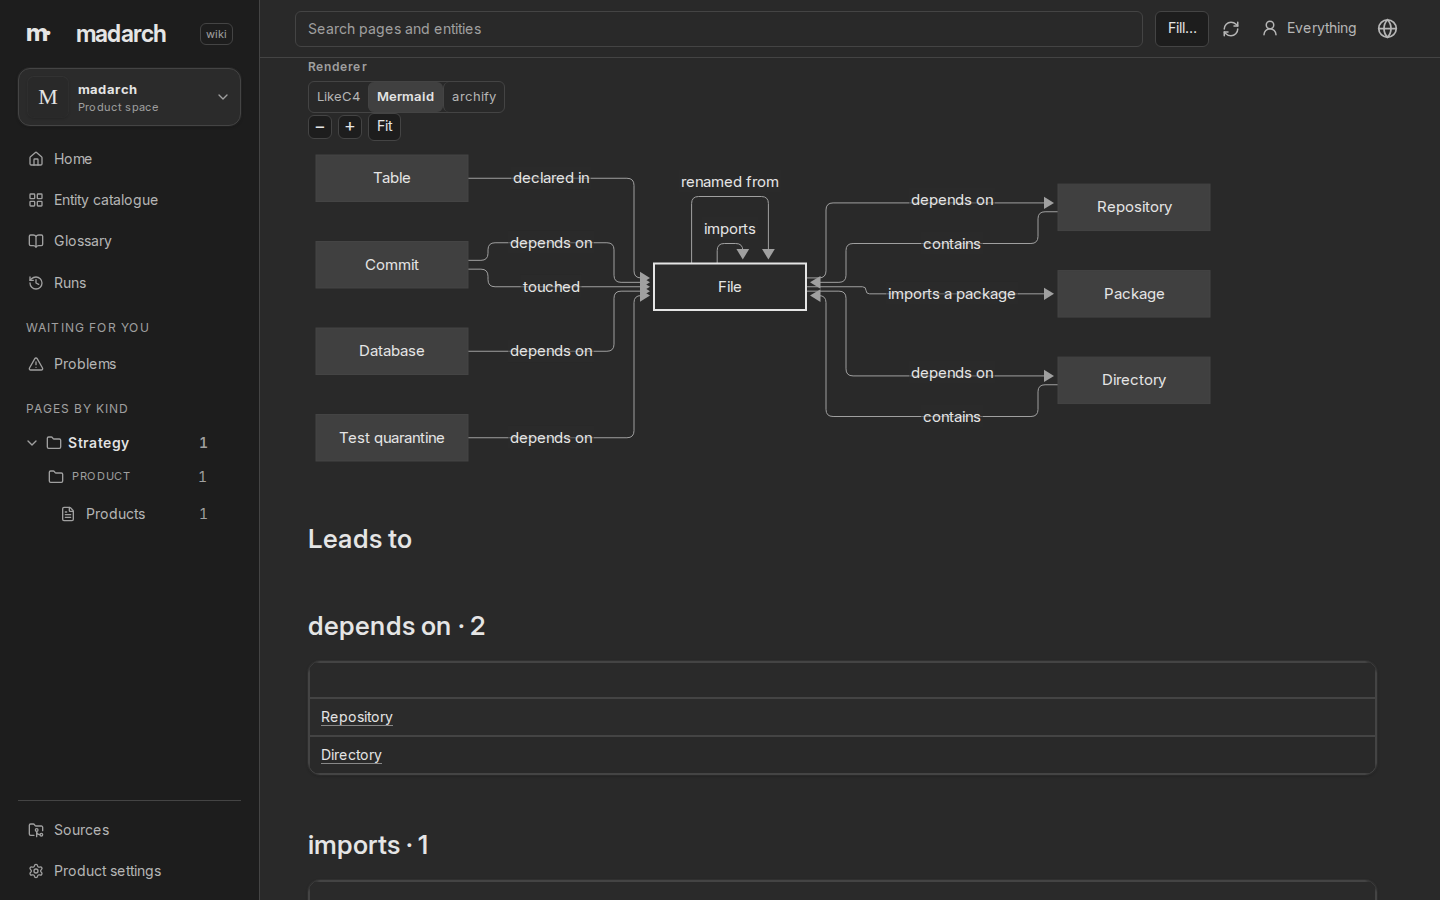 m·
madarch
wiki
Search pages and entities
Fill...
Everything
M
madarch
Product space
Home
Entity catalogue
Glossary
Runs
WAITING FOR YOU
Problems
PAGES BY KIND
Strategy
1
PRODUCT
1
Products
1
Sources
Product settings
Renderer
LikeC4
Mermaid
archify
−
+
Fit
Table
declared in
renamed from
imports
depends on
Repository
contains
Commit
depends on
touched
File
imports a package
Package
Database
depends on
depends on
Directory
contains
Test quarantine
depends on
Leads to
depends on · 2
Repository
Directory
imports · 1